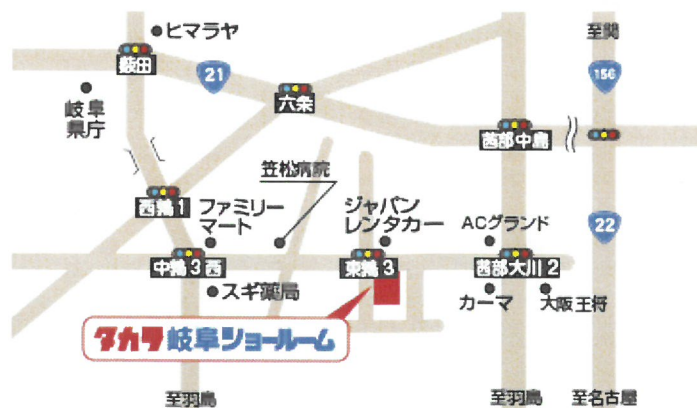 ヒマラヤ
至関
薮田
21
156
岐阜
県庁
六条
茜部中島
笠松病院
西鶉1
ファミリー
マート
ジャパン
レンタカー
ACグランド
22
中鶉3西
東鶉3
茜部大川2
スギ薬局
カーマ
大阪王将
タカラ岐阜ショールーム
至羽島
至羽島
至名古屋